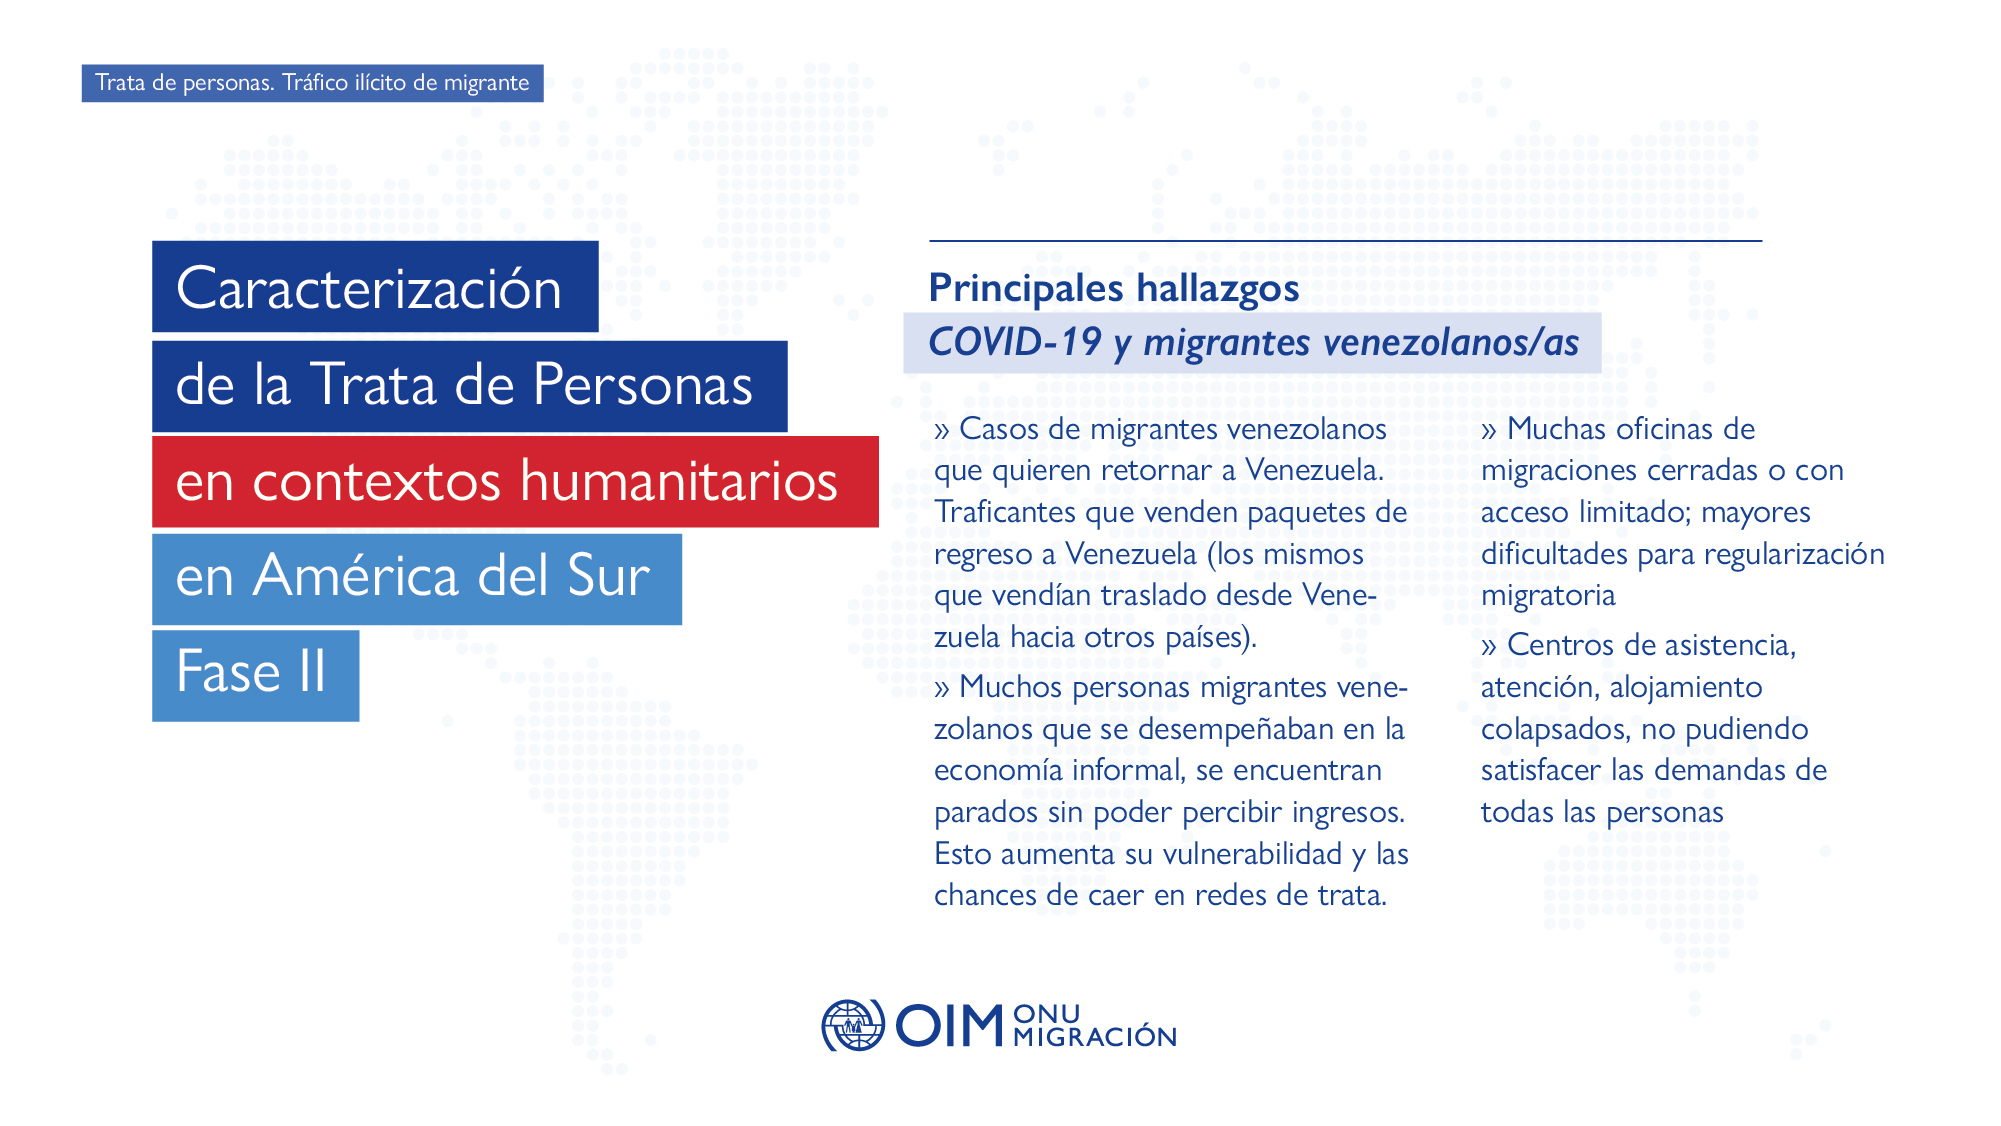 Trata de personas. Tráfico ilícito de migrante
Caracterización
de la Trata de Personas
en contextos humanitarios
en América del Sur
Fase II
Principales hallazgos
COVID-19 y migrantes venezolanos/as
» Casos de migrantes venezolanos
que quieren retornar a Venezuela.
Traficantes que venden paquetes de
regreso a Venezuela (los mismos
que vendían traslado desde Vene-
zuela hacia otros países).
» Muchos personas migrantes vene-
zolanos que se desempeñaban en la
economía informal, se encuentran
parados sin poder percibir ingresos.
Esto aumenta su vulnerabilidad y las
chances de caer en redes de trata.
» Muchas oficinas de
migraciones cerradas o con
acceso limitado; mayores
dificultades para regularización
migratoria
» Centros de asistencia,
atención, alojamiento
colapsados, no pudiendo
satisfacer las demandas de
todas las personas
OIM ONU
MIGRACIÓN